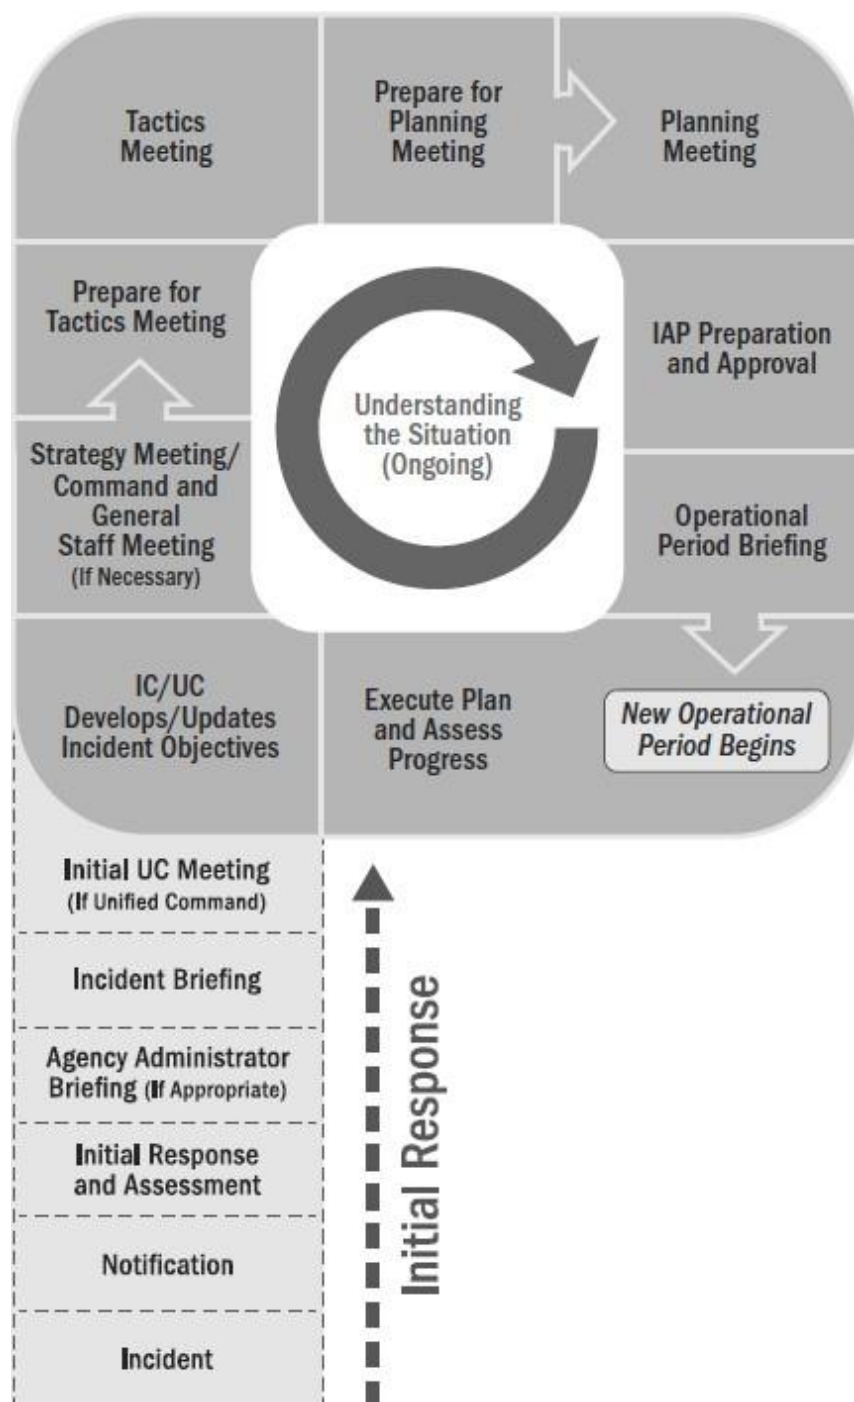 Tactics
Meeting
Prepare for
Planning
Meeting
Planning
Meeting
Prepare for
Tactics Meeting
Understanding
the Situation
(Ongoing)
IAP Preparation
and Approval
Strategy Meeting/
Command and
General
Staff Meeting
(If Necessary)
Operational
Period Briefing
IC/UC
Develops/Updates
Incident Objectives
Execute Plan
and Assess
Progress
New Operational
Period Begins
Initial UC Meeting
(If Unified Command)
Incident Briefing
Agency Administrator
Briefing (If Appropriate)
Initial Response
and Assessment
Notification
Incident
Initial Response